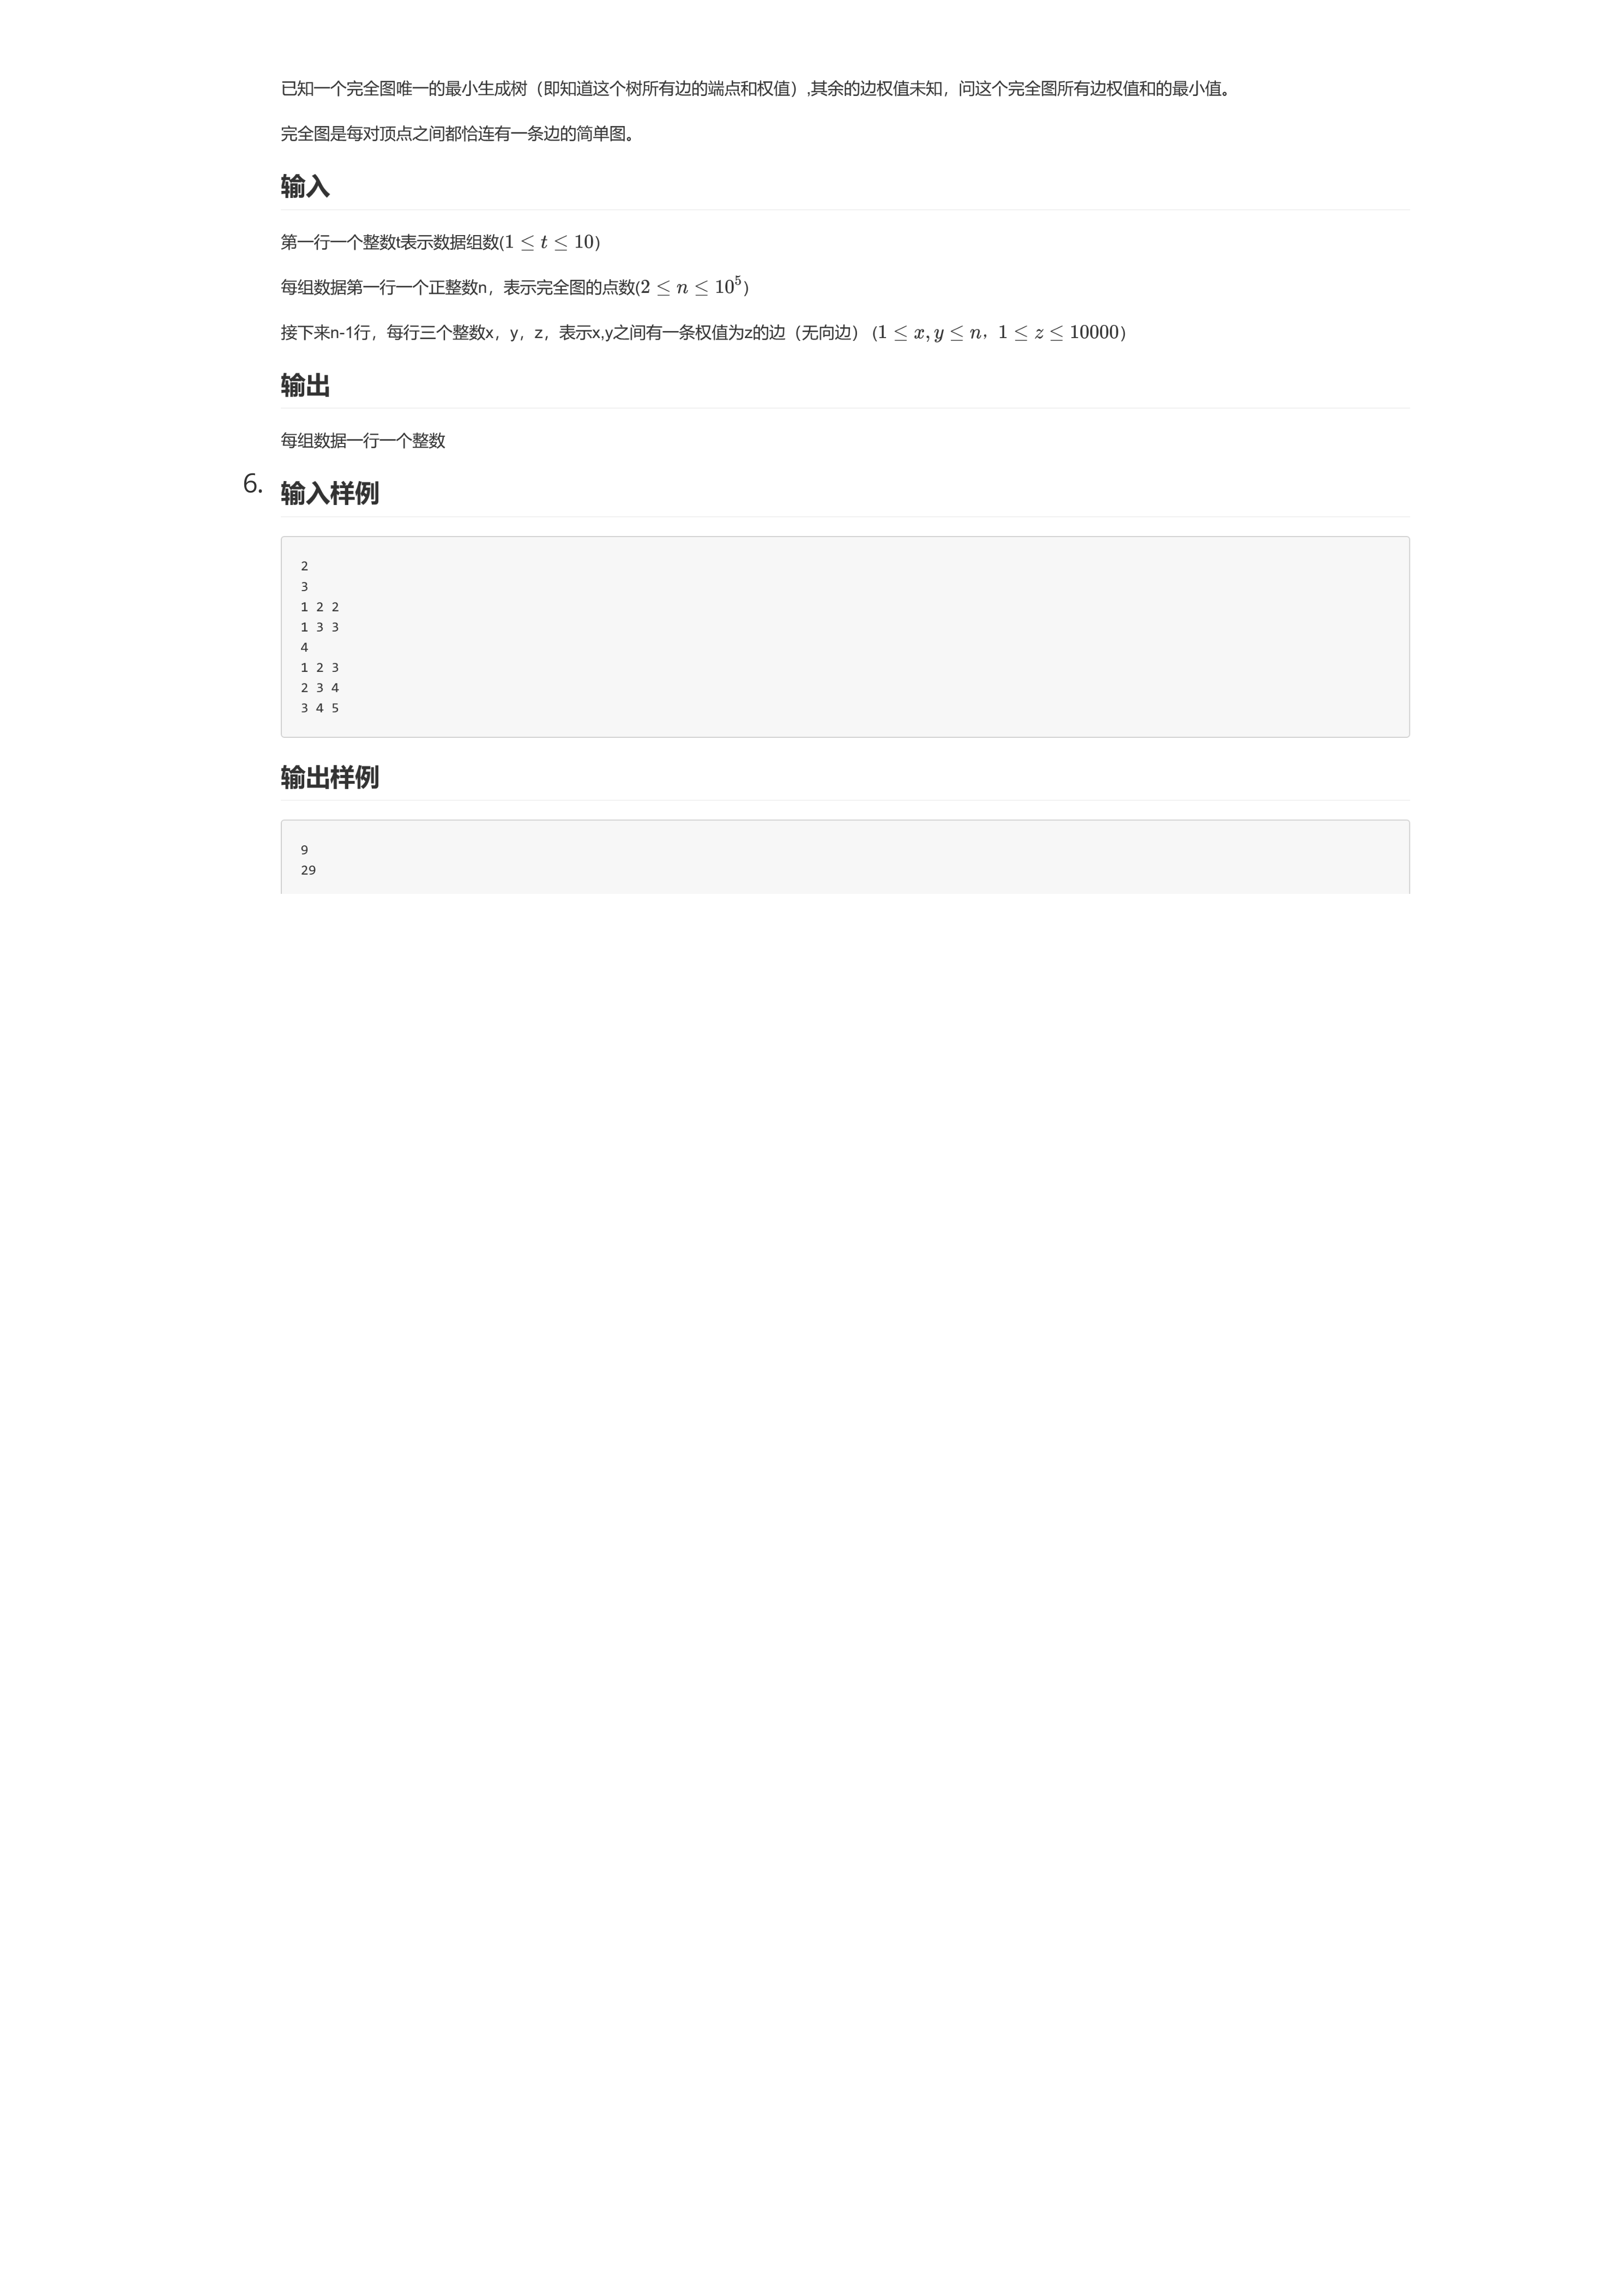 已知一个完全图唯一的最小生成树（即知道这个树所有边的端点和权值）,其余的边权值未知，问这个完全图所有边权值和的最小值。
完全图是每对顶点之间都恰连有一条边的简单图。
输入
第一行一个整数t表示数据组数(1 ≤ t ≤ 10)
每组数据第一行一个正整数n，表示完全图的点数(2 ≤ n ≤ 10^5)
接下来n-1行，每行三个整数x，y，z，表示x,y之间有一条权值为z的边（无向边） (1 ≤ x, y ≤ n，1 ≤ z ≤ 10000)
输出
每组数据一行一个整数
6.
输入样例
2
3
1 2 2
1 3 3
4
1 2 3
2 3 4
3 4 5
输出样例
9
29